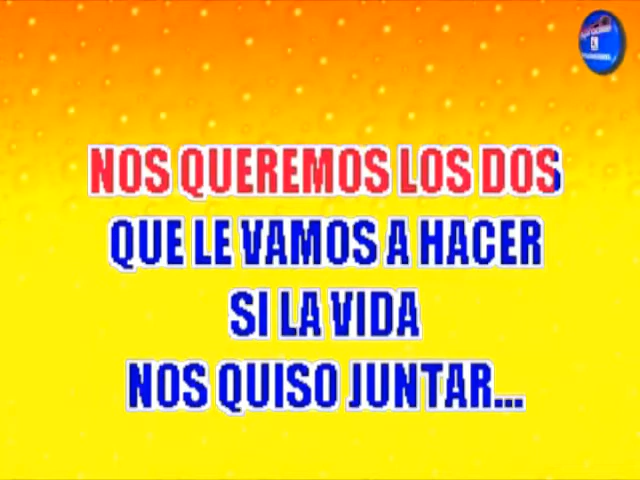 NOS QUEREMOS LOS DOS
QUE LE VAMOS A HACER
SI LA VIDA
NOS QUISO JUNTAR...